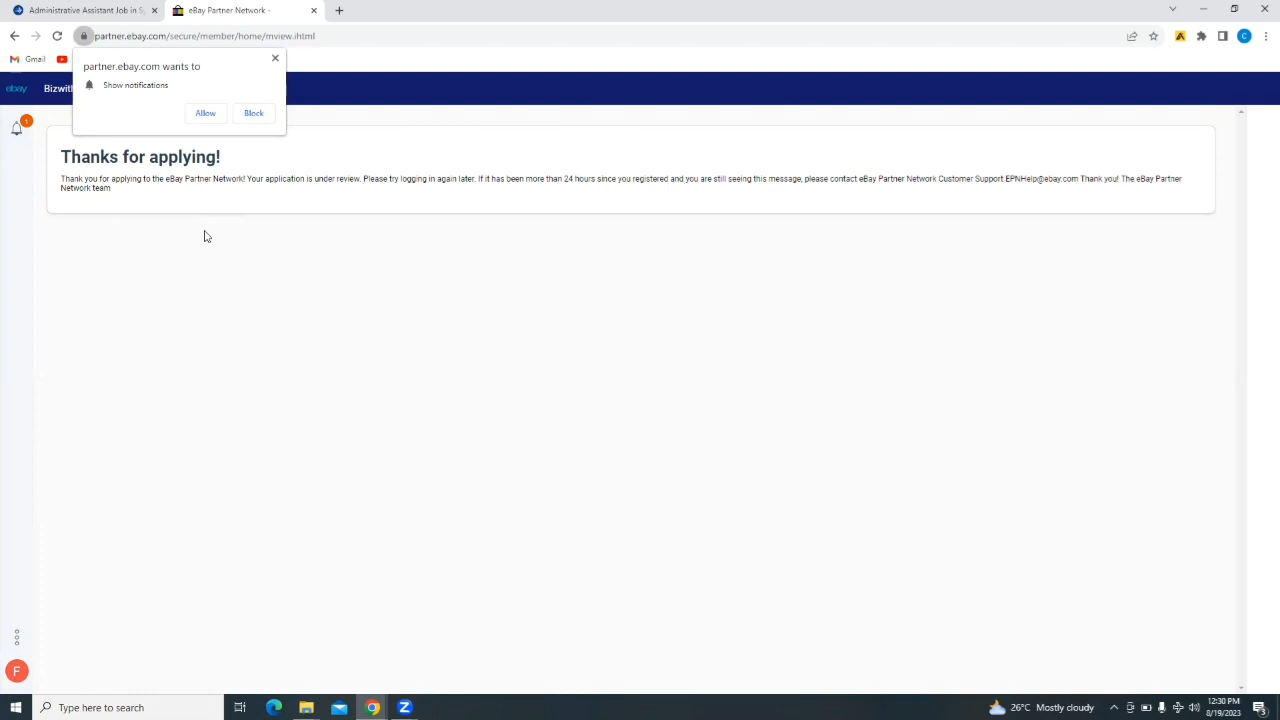 Administrative Assistant Job in S
eBay Partner Network -
partner.ebay.com/secure/member/home/mview.ihtml
Gmail
partner.ebay.com wants to
Show notifications
Allow
Block
ebay
Bizwith
1
Thanks for applying!
Thank you for applying to the eBay Partner Network! Your application is under review. Please try logging in again later. If it has been more than 24 hours since you registered and you are still seeing this message, please contact eBay Partner Network Customer Support EPNHelp@ebay.com Thank you! The eBay Partner
Network team
F
C
Type here to search
Z
26°C Mostly cloudy
12:30 PM
8/19/2023
3